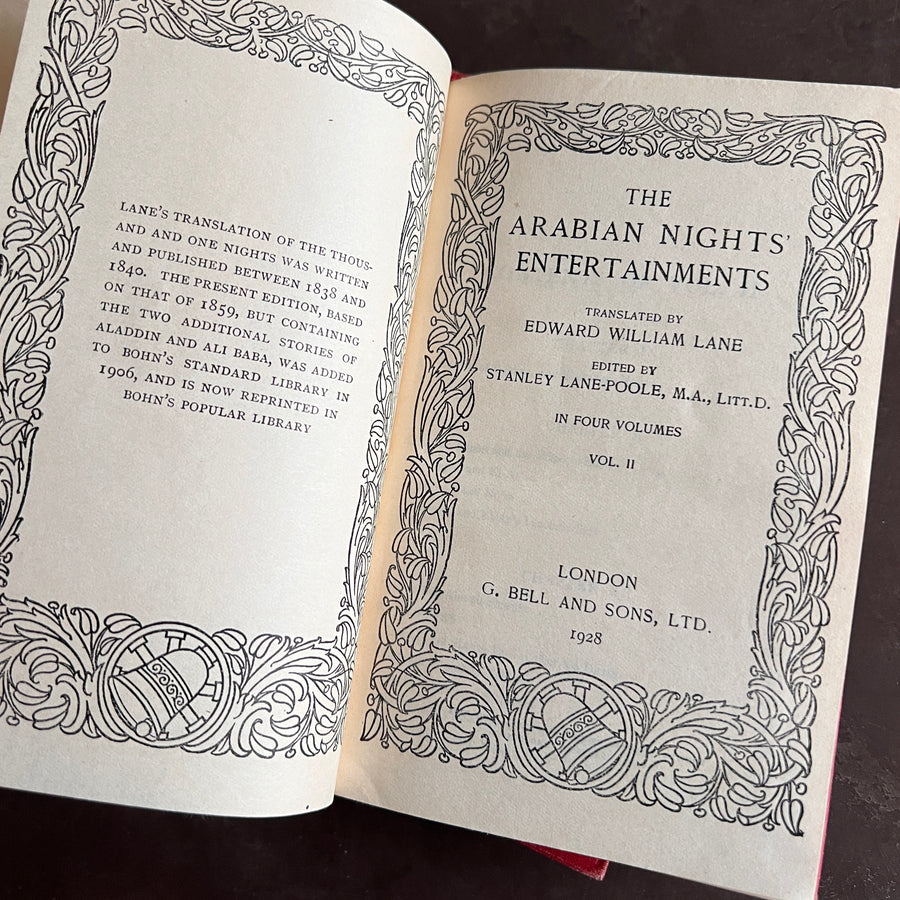 LANE'S TRANSLATION OF THE THOUS-
AND AND ONE NIGHTS WAS WRITTEN
AND PUBLISHED BETWEEN 1838 AND
1840. THE PRESENT EDITION, BASED
ON THAT OF 1859, BUT CONTAINING
THE TWO ADDITIONAL STORIES OF
ALADDIN AND ALI BABA, WAS ADDED
TO BOHN'S STANDARD LIBRARY IN
1906, AND IS NOW REPRINTED IN
BOHN'S POPULAR LIBRARY
THE
ARABIAN NIGHTS'
ENTERTAINMENTS
TRANSLATED BY
EDWARD WILLIAM LANE
EDITED BY
STANLEY LANE-POOLE, M.A., LITT.D.
IN FOUR VOLUMES
VOL. II
LONDON
G. BELL AND SONS, LTD.
1928